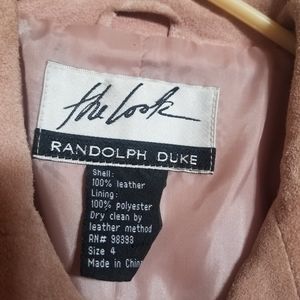 the look
RANDOLPH DUKE
Shell:
100% leather
Lining:
100% polyester
Dry clean by
leather method
RN# 98393
Size 4
Made in China